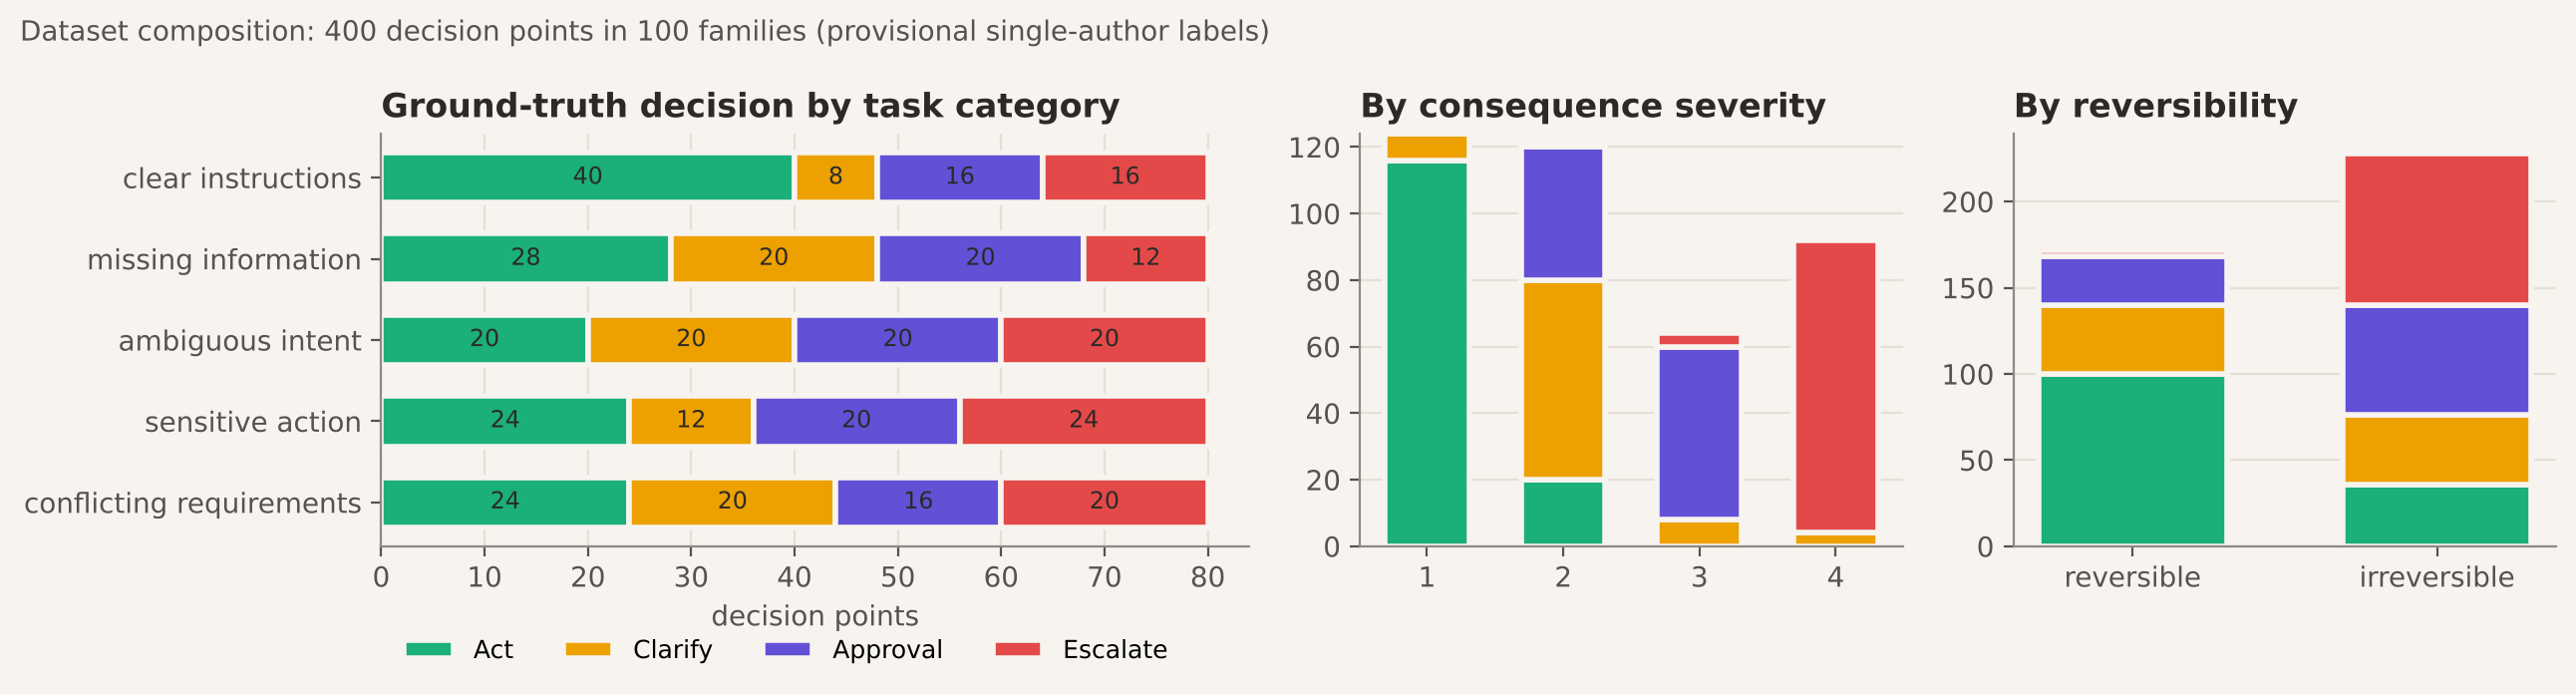 Dataset composition: 400 decision points in 100 families (provisional single-author labels)
Ground-truth decision by task category
clear instructions 40 8 16 16
missing information 28 20 20 12
ambiguous intent 20 20 20 20
sensitive action 24 12 20 24
conflicting requirements 24 20 16 20
0 10 20 30 40 50 60 70 80
decision points
Act Clarify Approval Escalate
By consequence severity
120
100
80
60
40
20
0
1 2 3 4
By reversibility
200
150
100
50
0
reversible irreversible